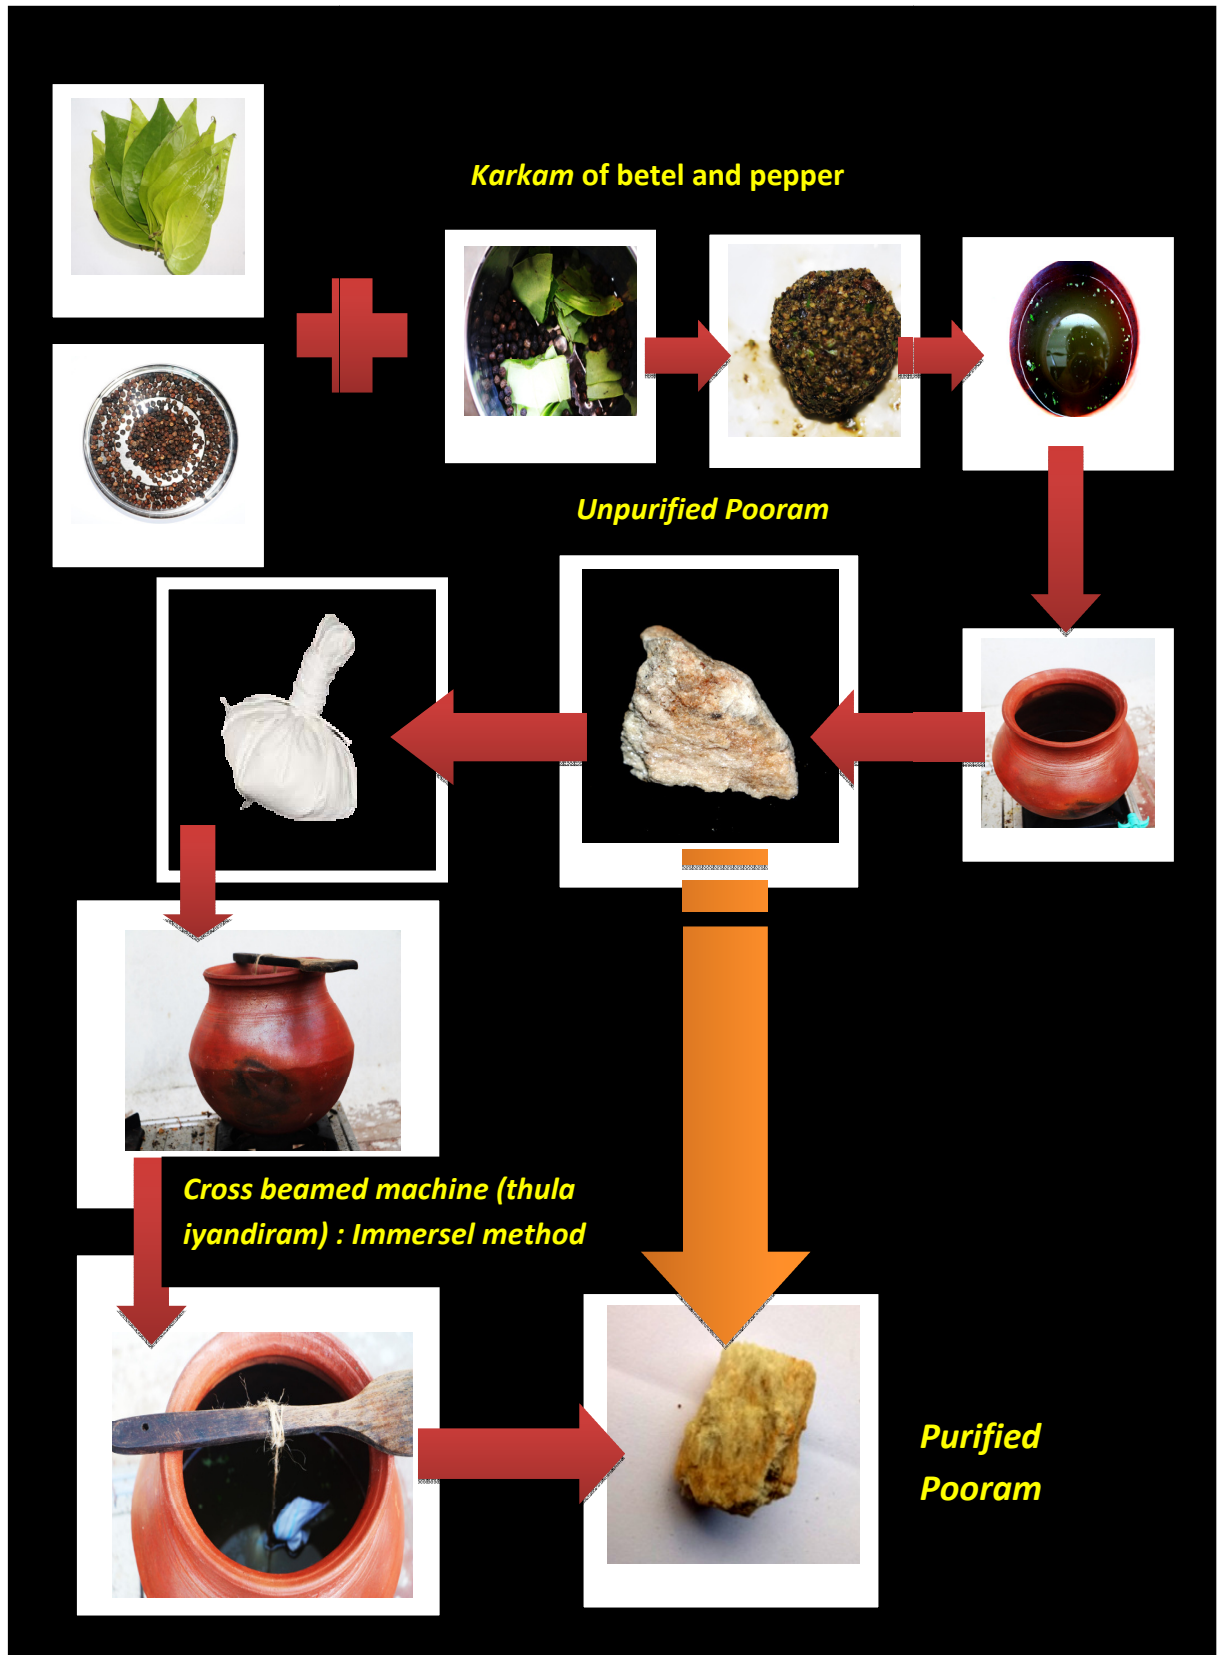 Karkam of betel and pepper
Unpurified Pooram
Cross beamed machine (thula
iyandiram) : Immersel method
Purified
Pooram